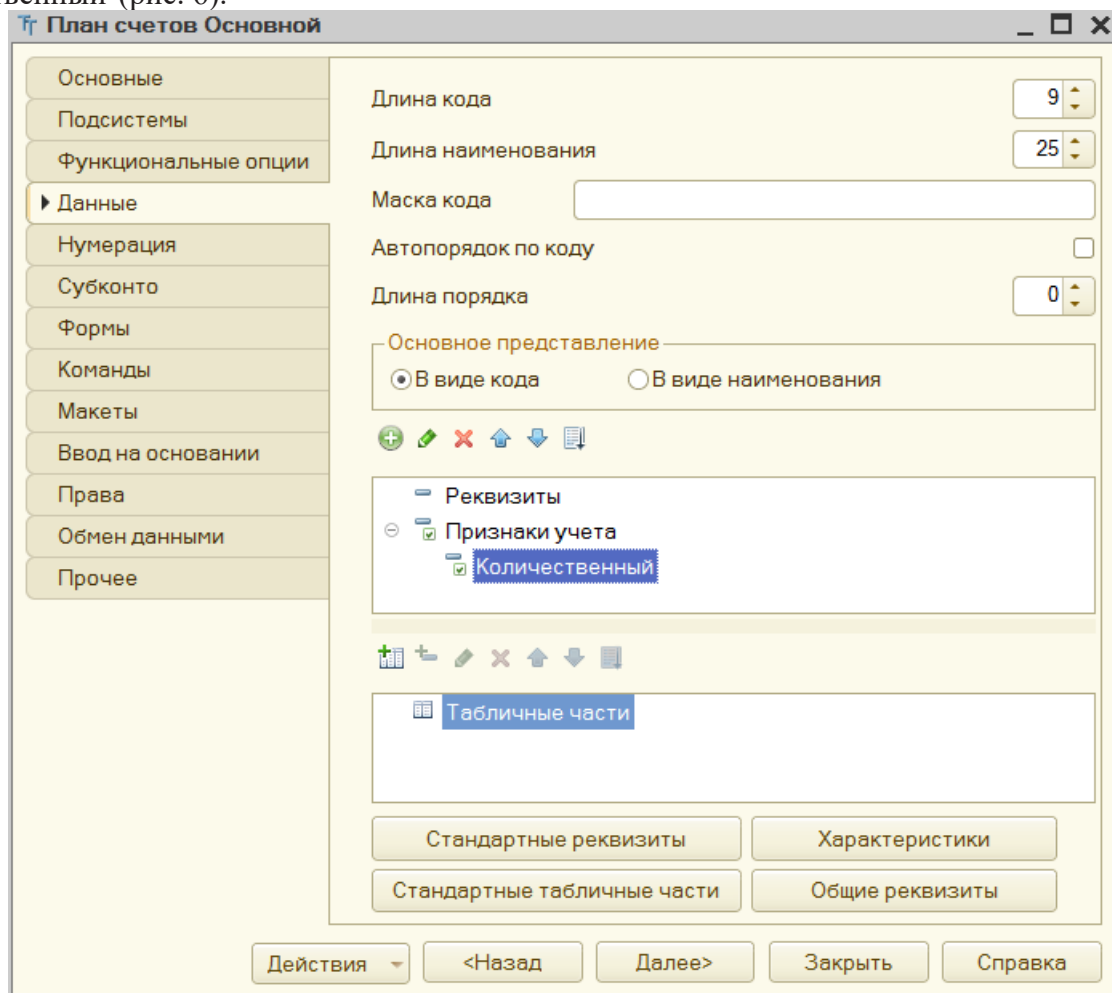 твенный (рис. 6).
План счетов Основной
Основные
Подсистемы
Функциональные опции
Данные
Нумерация
Субконто
Формы
Команды
Макеты
Ввод на основании
Права
Обмен данными
Прочее
Длина кода 9
Длина наименования 25
Маска кода
Автопорядок по коду
Длина порядка 0
Основное представление
В виде кода В виде наименования
Реквизиты
Признаки учета
Количественный
Табличные части
Стандартные реквизиты Характеристики
Стандартные табличные части Общие реквизиты
Действия <Назад Далее> Закрыть Справка